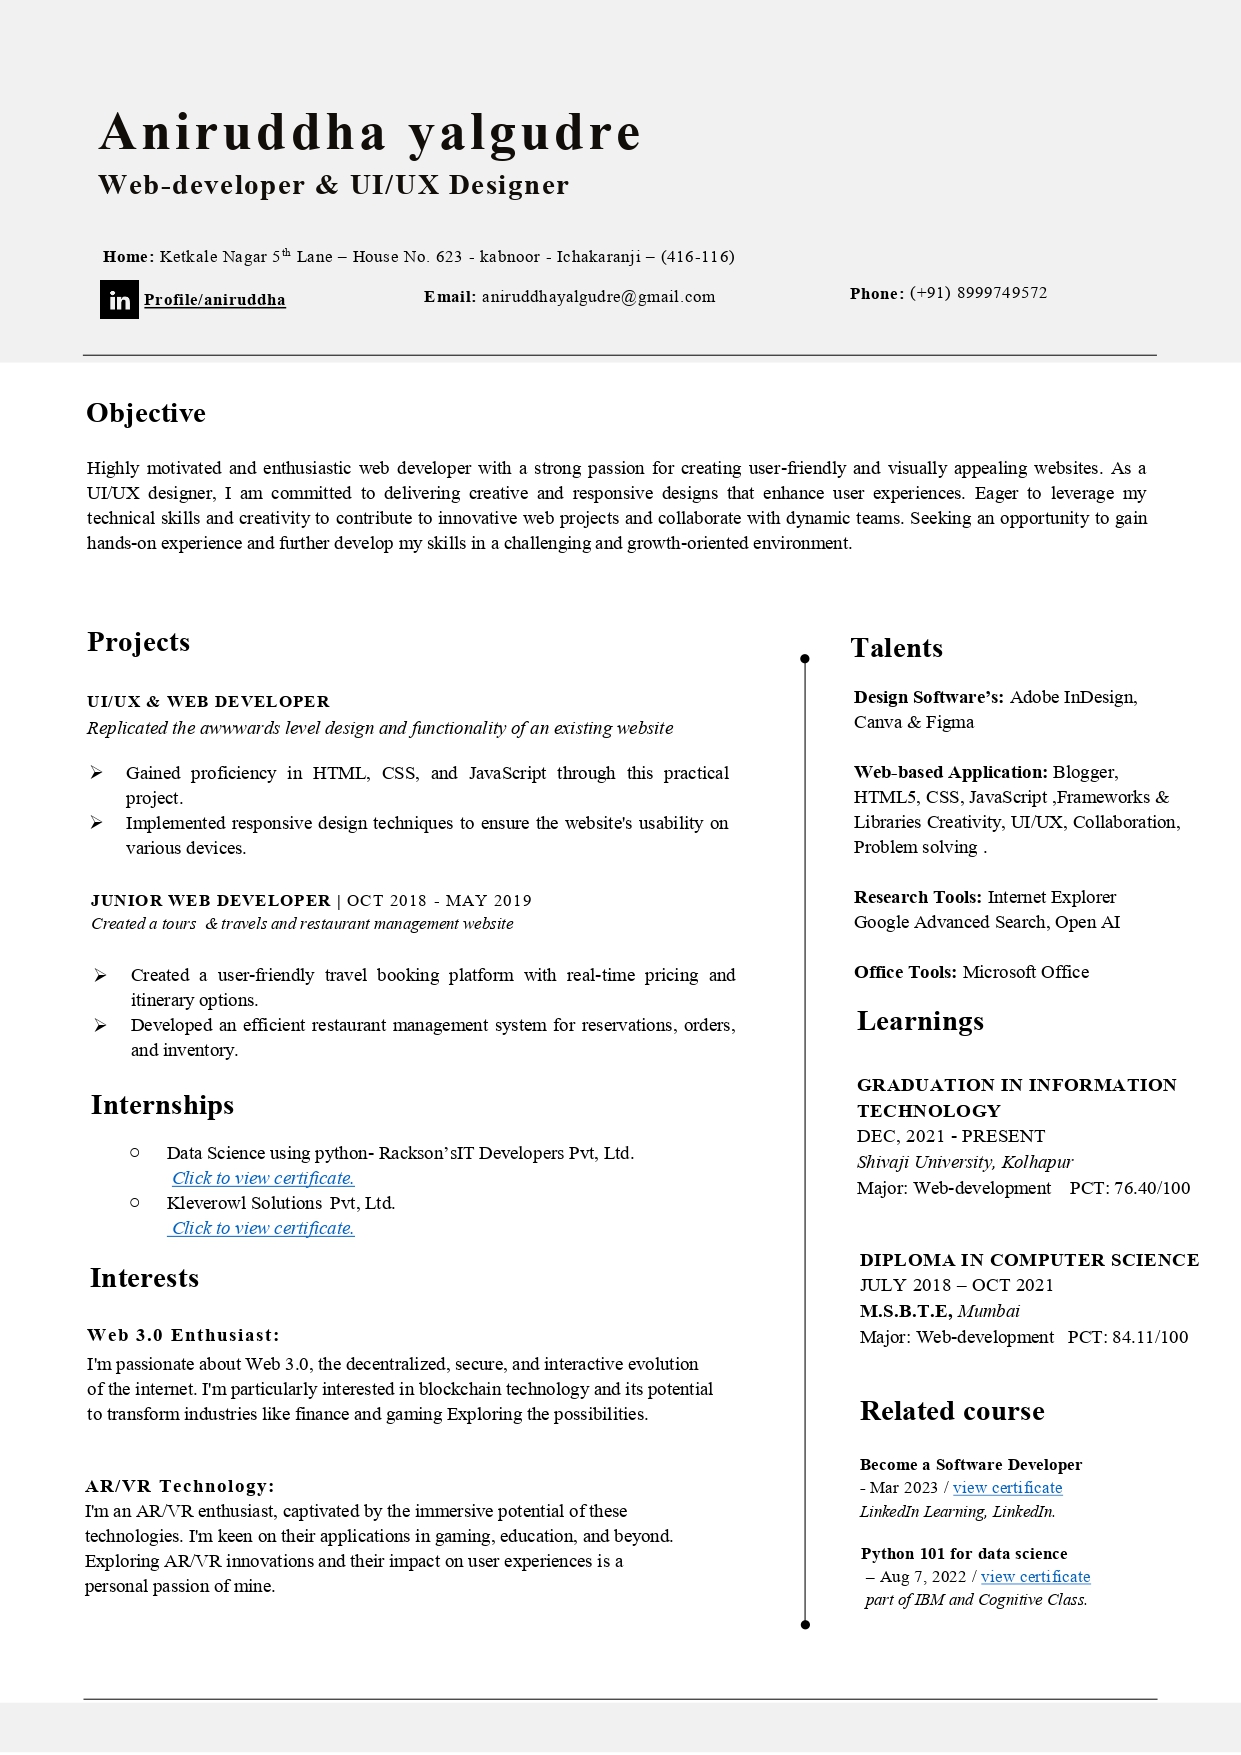 Aniruddha yalgudre
Web-developer & UI/UX Designer
Home: Ketkale Nagar 5th Lane – House No. 623 - kabnoor - Ichakaranji – (416-116)
in Profile/aniruddha
Email: aniruddhayalgudre@gmail.com
Phone: (+91) 8999749572
Objective
Highly motivated and enthusiastic web developer with a strong passion for creating user-friendly and visually appealing websites. As a
UI/UX designer, I am committed to delivering creative and responsive designs that enhance user experiences. Eager to leverage my
technical skills and creativity to contribute to innovative web projects and collaborate with dynamic teams. Seeking an opportunity to gain
hands-on experience and further develop my skills in a challenging and growth-oriented environment.
Projects
UI/UX & WEB DEVELOPER
Replicated the awwwards level design and functionality of an existing website
➢ Gained proficiency in HTML, CSS, and JavaScript through this practical
project.
➢ Implemented responsive design techniques to ensure the website's usability on
various devices.
JUNIOR WEB DEVELOPER | OCT 2018 - MAY 2019
Created a tours & travels and restaurant management website
➢ Created a user-friendly travel booking platform with real-time pricing and
itinerary options.
➢ Developed an efficient restaurant management system for reservations, orders,
and inventory.
Internships
○ Data Science using python- Rackson’sIT Developers Pvt, Ltd.
Click to view certificate.
○ Kleverowl Solutions Pvt, Ltd.
Click to view certificate.
Interests
Web 3.0 Enthusiast:
I'm passionate about Web 3.0, the decentralized, secure, and interactive evolution
of the internet. I'm particularly interested in blockchain technology and its potential
to transform industries like finance and gaming Exploring the possibilities.
AR/VR Technology:
I'm an AR/VR enthusiast, captivated by the immersive potential of these
technologies. I'm keen on their applications in gaming, education, and beyond.
Exploring AR/VR innovations and their impact on user experiences is a
personal passion of mine.
Talents
Design Software’s: Adobe InDesign,
Canva & Figma
Web-based Application: Blogger,
HTML5, CSS, JavaScript ,Frameworks &
Libraries Creativity, UI/UX, Collaboration,
Problem solving .
Research Tools: Internet Explorer
Google Advanced Search, Open AI
Office Tools: Microsoft Office
Learnings
GRADUATION IN INFORMATION
TECHNOLOGY
DEC, 2021 - PRESENT
Shivaji University, Kolhapur
Major: Web-development PCT: 76.40/100
DIPLOMA IN COMPUTER SCIENCE
JULY 2018 – OCT 2021
M.S.B.T.E, Mumbai
Major: Web-development PCT: 84.11/100
Related course
Become a Software Developer
- Mar 2023 / view certificate
LinkedIn Learning, LinkedIn.
Python 101 for data science
– Aug 7, 2022 / view certificate
part of IBM and Cognitive Class.